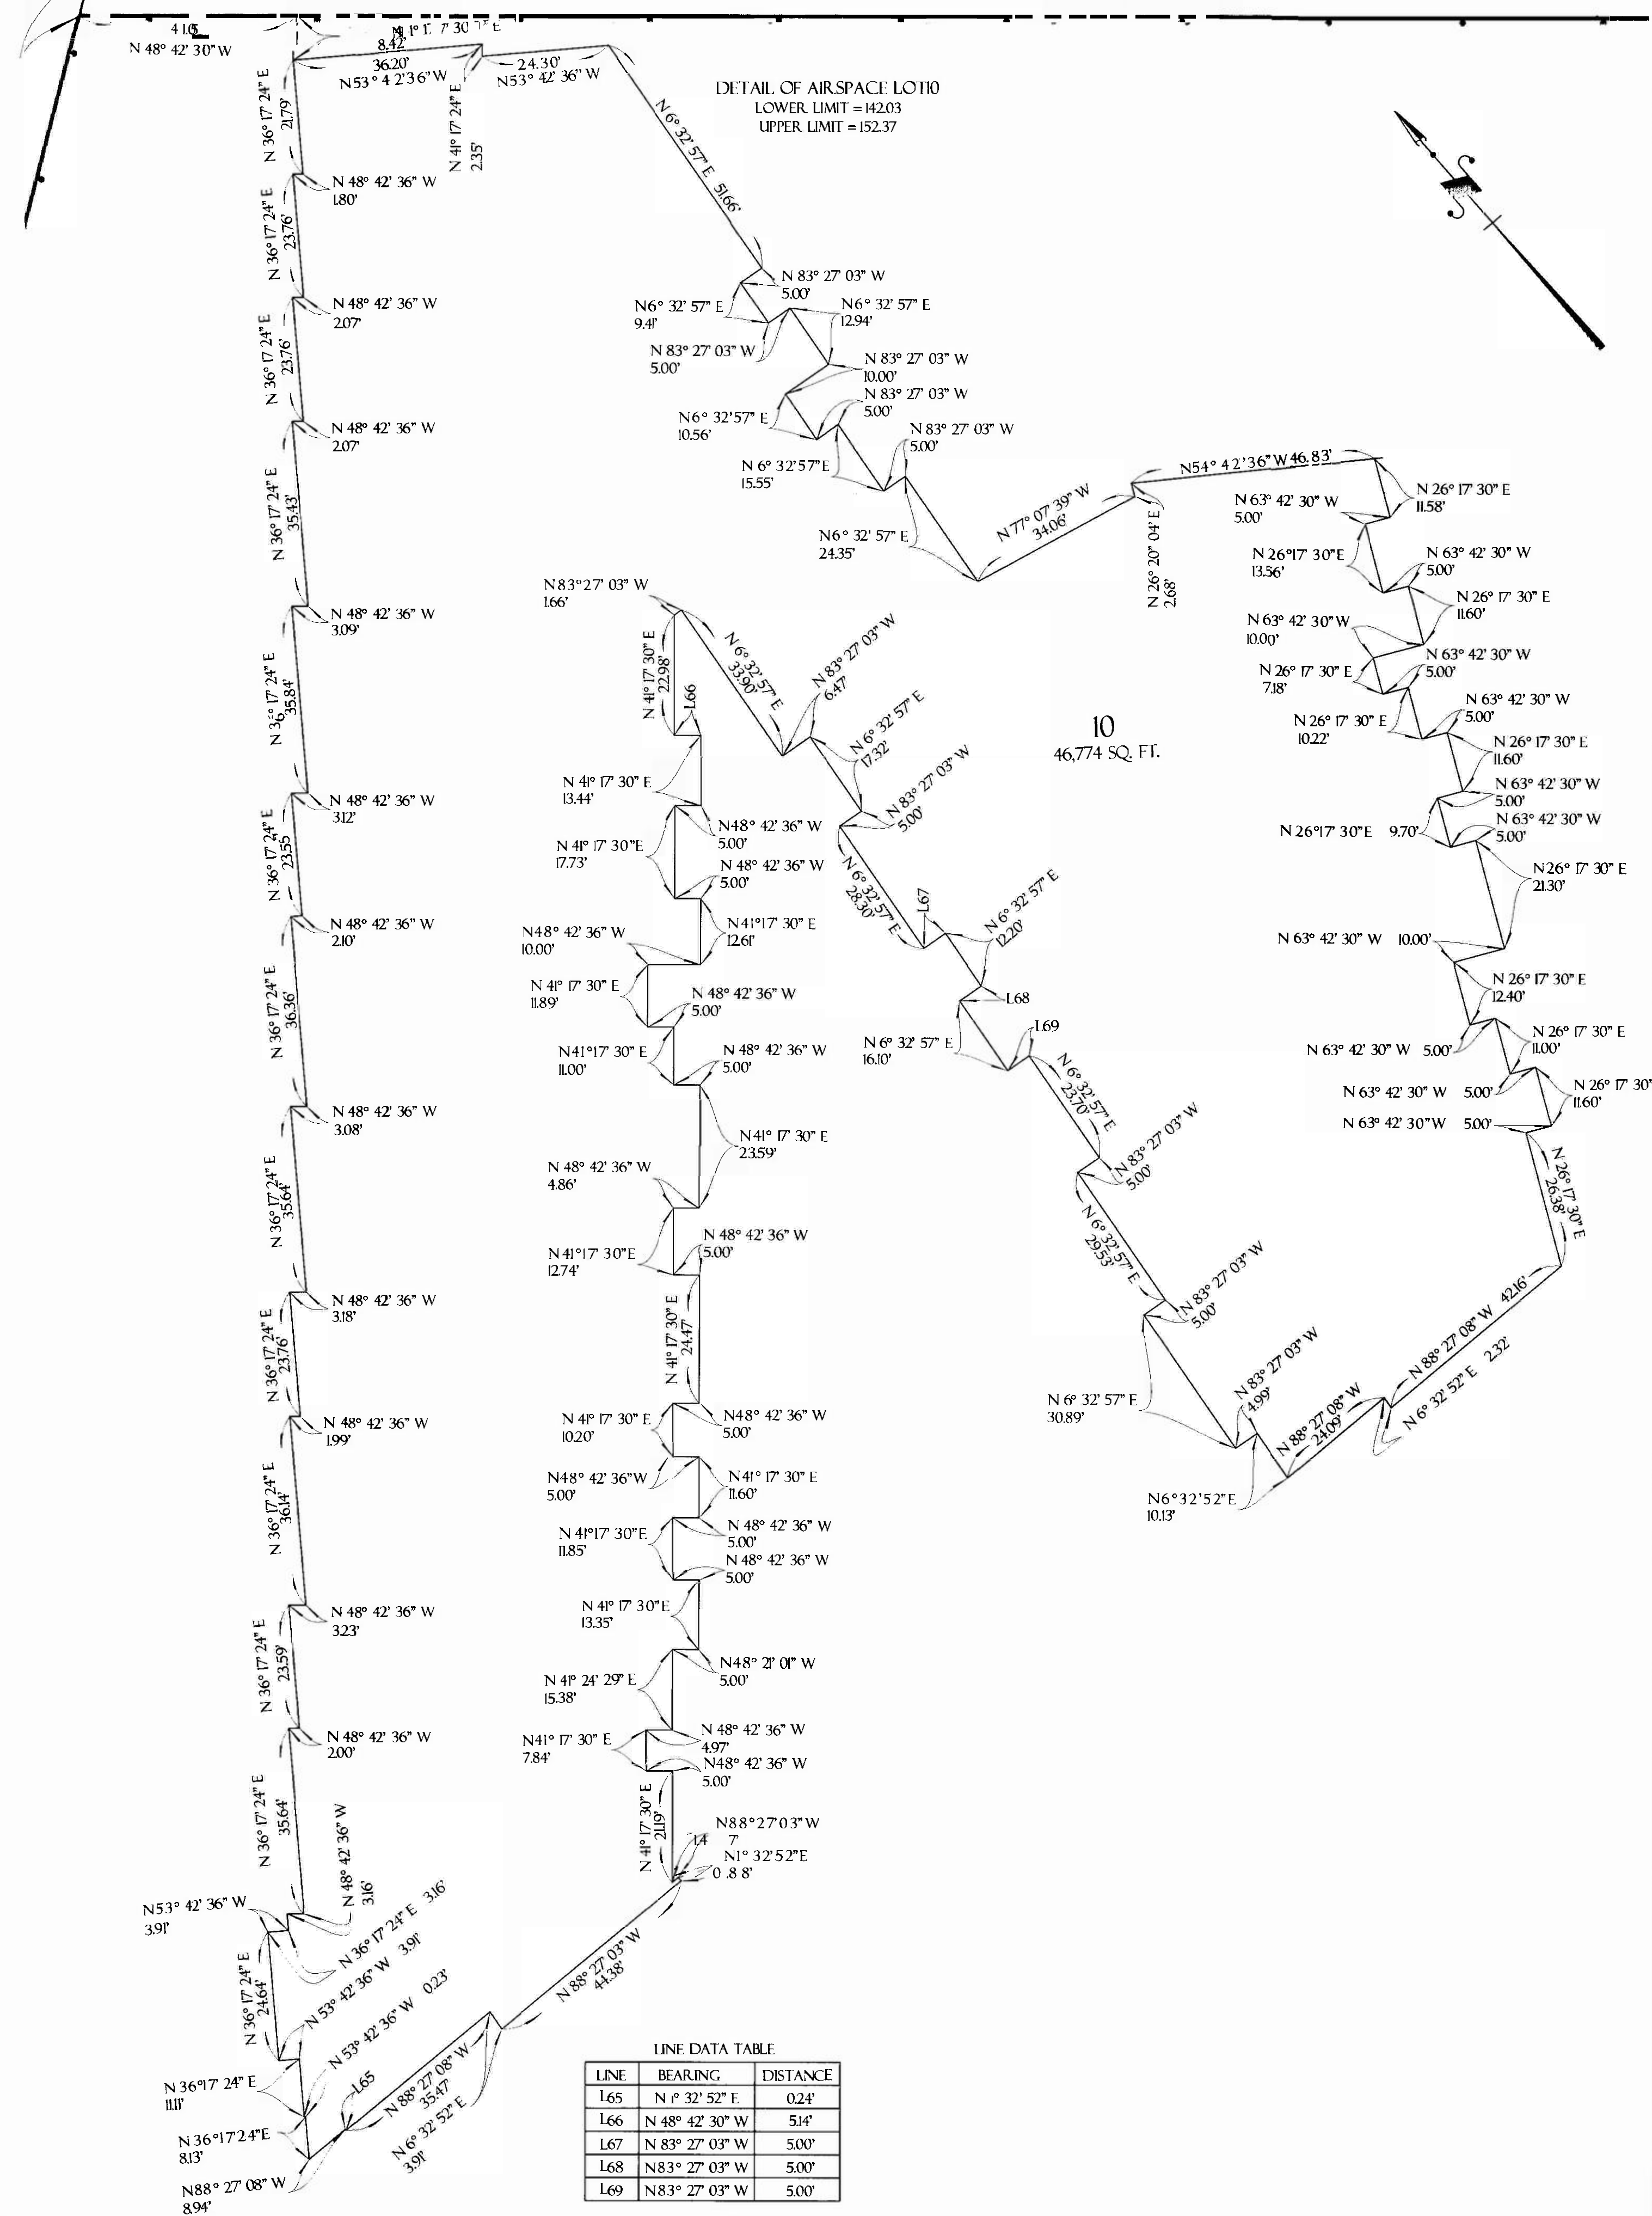 41.05
N 48° 42' 30" W
8.42'
36.20'
N53° 42'36"W
24.30'
N53° 42' 36" W
N 41° 17' 24" E
2.35'
DETAIL OF AIRSPACE LOT10
LOWER LIMIT = 142.03
UPPER LIMIT = 152.37
N 6° 32' 57" E 51.66'
N 36° 17' 24" E
21.79'
N 48° 42' 36" W
1.80'
N 36° 17' 24" E
23.76'
N 48° 42' 36" W
2.07'
N 36° 17' 24" E
23.76'
N 48° 42' 36" W
2.07'
N 36° 17' 24" E
35.43'
N 48° 42' 36" W
3.09'
N 36° 17' 24" E
35.84'
N 48° 42' 36" W
3.12'
N 36° 17' 24" E
23.55'
N 48° 42' 36" W
2.10'
N 36° 17' 24" E
36.36'
N 48° 42' 36" W
3.08'
N 36° 17' 24" E
35.64'
N 48° 42' 36" W
3.18'
N 36° 17' 24" E
23.76'
N 48° 42' 36" W
1.99'
N 36° 17' 24" E
36.14'
N 48° 42' 36" W
3.23'
N 36° 17' 24" E
23.59'
N 48° 42' 36" W
2.00'
N 36° 17' 24" E
35.64'
N 48° 42' 36" W
3.16'
N53° 42' 36" W
3.91'
N 36° 17' 24" E 3.16'
N 36° 17' 24" E
24.64'
N 53° 42' 36" W 3.91'
N 53° 42' 36" W 0.23'
N 36°17' 24" E
11.11'
N 36°17'24"E
8.13'
N88° 27' 08" W
8.94'
L65
N 88° 27' 08" W
35.47'
N 6° 32' 52" E
3.91'
N 88° 27' 03" W
44.38'
N 83° 27' 03" W
5.00'
N6° 32' 57" E
9.41'
N6° 32' 57" E
12.94'
N 83° 27' 03" W
5.00'
N 83° 27' 03" W
10.00'
N 83° 27' 03" W
5.00'
N6° 32'57" E
10.56'
N 83° 27' 03" W
5.00'
N 6° 32'57"E
15.55'
N6° 32' 57" E
24.35'
N 77° 07' 39" W
34.06'
N 26° 20' 04' E
2.68'
N54° 42'36"W46.83'
N 26° 17' 30" E
11.58'
N 63° 42' 30" W
5.00'
N 26°17' 30"E
13.56'
N 63° 42' 30" W
5.00'
N 26° 17' 30" E
11.60'
N 63° 42' 30"W
10.00'
N 63° 42' 30" W
5.00'
N 26° 17' 30" E
7.18'
N 63° 42' 30" W
5.00'
N 26° 17' 30" E
10.22'
N 26° 17' 30" E
11.60'
N 63° 42' 30" W
5.00'
N 63° 42' 30" W
5.00'
N 26°17' 30"E 9.70'
N26° 17' 30" E
21.30'
N 63° 42' 30" W 10.00'
N 26° 17' 30" E
12.40'
N 26° 17' 30" E
11.00'
N 63° 42' 30" W 5.00'
N 26° 17' 30"
11.60'
N 63° 42' 30" W 5.00'
N 63° 42' 30"W 5.00'
N 26° 17' 30" E
26.38'
N 88° 27' 08" W 42.16'
N 6° 32' 52" E 2.32'
N 88° 27' 08" W
24.09'
10
46,774 SQ. FT.
N83°27' 03" W
1.66'
N 41° 17' 30" E
22.98'
L66
N 6° 32' 57" E
33.90'
N 83° 27' 03" W
6.47'
N 6° 32' 57" E
17.32'
N 83° 27' 03" W
5.00'
N 6° 32' 57" E
28.30'
L67
N 6° 32' 57" E
12.20'
L68
N 6° 32' 57" E
16.10'
L69
N 6° 32' 57" E
23.70'
N 83° 27' 03" W
5.00'
N 6° 32' 57" E
29.53'
N 83° 27' 03" W
5.00'
N 6° 32' 57" E
30.89'
N 83° 27' 03" W
4.99'
N6°32'52"E
10.13'
N 41° 17' 30" E
13.44'
N48° 42' 36" W
5.00'
N 41° 17' 30"E
17.73'
N 48° 42' 36" W
5.00'
N41°17' 30" E
12.61'
N48° 42' 36" W
10.00'
N 41° 17' 30" E
11.89'
N 48° 42' 36" W
5.00'
N41°17' 30" E
11.00'
N 48° 42' 36" W
5.00'
N41° 17' 30" E
23.59'
N 48° 42' 36" W
4.86'
N 48° 42' 36" W
5.00'
N41°17' 30"E
12.74'
N 41° 17' 30" E
24.47'
N 41° 17' 30" E
10.20'
N48° 42' 36" W
5.00'
N48° 42' 36"W
5.00'
N41° 17' 30" E
11.60'
N 41°17' 30"E
11.85'
N 48° 42' 36" W
5.00'
N 48° 42' 36" W
5.00'
N 41° 17' 30"E
13.35'
N48° 21' 01" W
5.00'
N 41° 24' 29" E
15.38'
N 48° 42' 36" W
4.97'
N41° 17' 30" E
7.84'
N48° 42' 36" W
5.00'
N 41° 17' 30" E
21.19'
N88°27'03" W
N1° 32'52"E
0.88'
LINE DATA TABLE
LINE BEARING DISTANCE
L65 N 1° 32' 52" E 0.24'
L66 N 48° 42' 30" W 5.14'
L67 N 83° 27' 03" W 5.00'
L68 N83° 27' 03" W 5.00'
L69 N83° 27' 03" W 5.00'